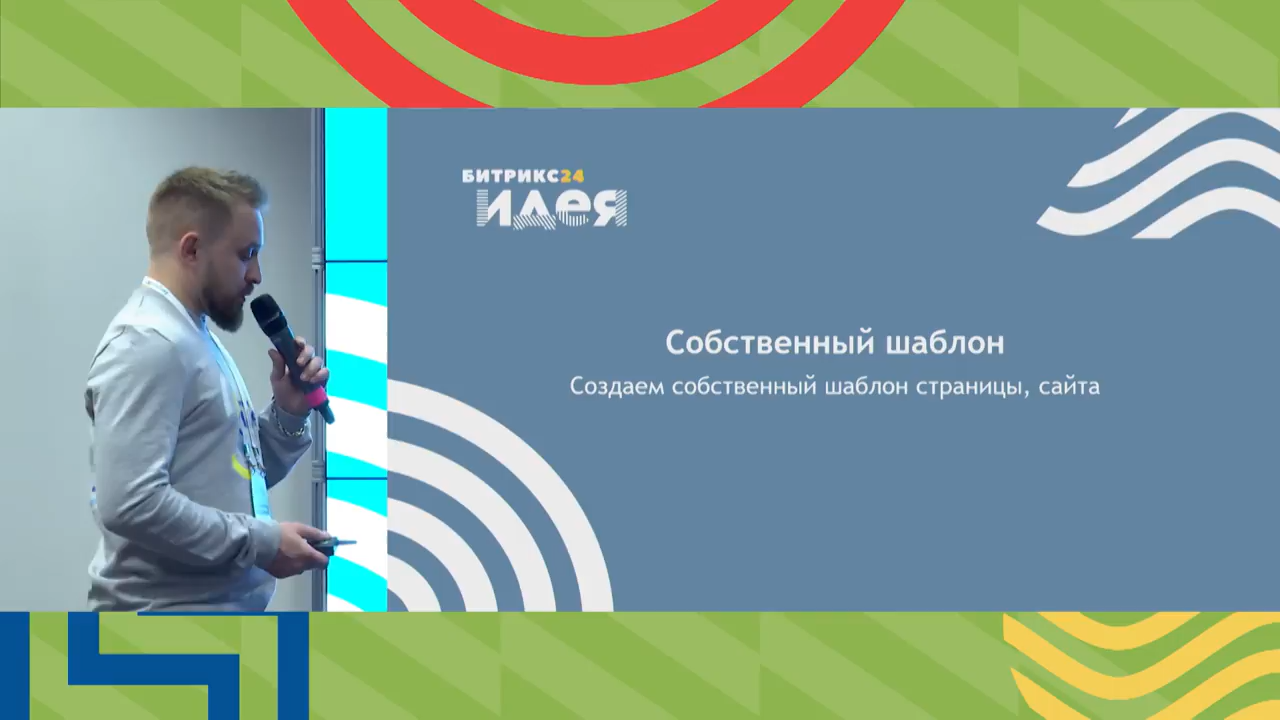 БИТРИКС24
идея
Собственный шаблон
Создаем собственный шаблон страницы, сайта